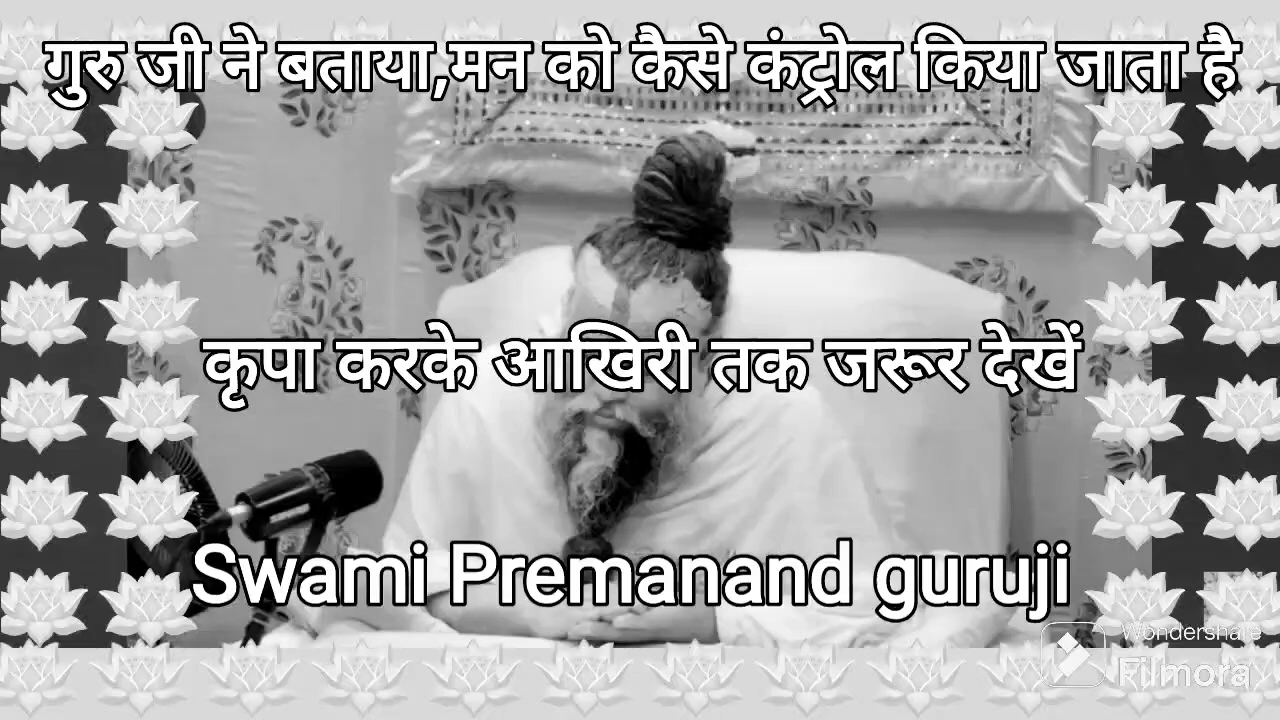 गुरु जी ने बताया,मन को कैसे कंट्रोल किया जाता है
कृपा करके आखिरी तक जरूर देखें
Swami Premanand guruji
Wondershare
Filmora